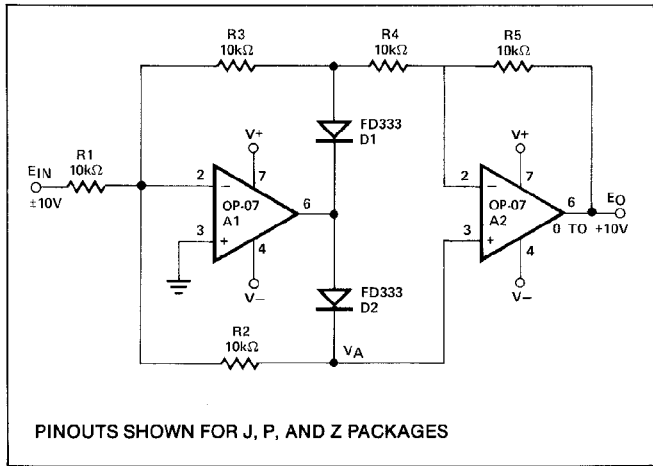 R3
10kΩ
R4
10kΩ
R5
10kΩ
FD333
D1
V+
V+
EIN
±10V
R1
10kΩ
2
−
7
OP-07
A1
6
3
+
4
V−
2
−
7
OP-07
A2
6
EO
0 TO +10V
3
+
4
V−
FD333
D2
R2
10kΩ
VA
PINOUTS SHOWN FOR J, P, AND Z PACKAGES